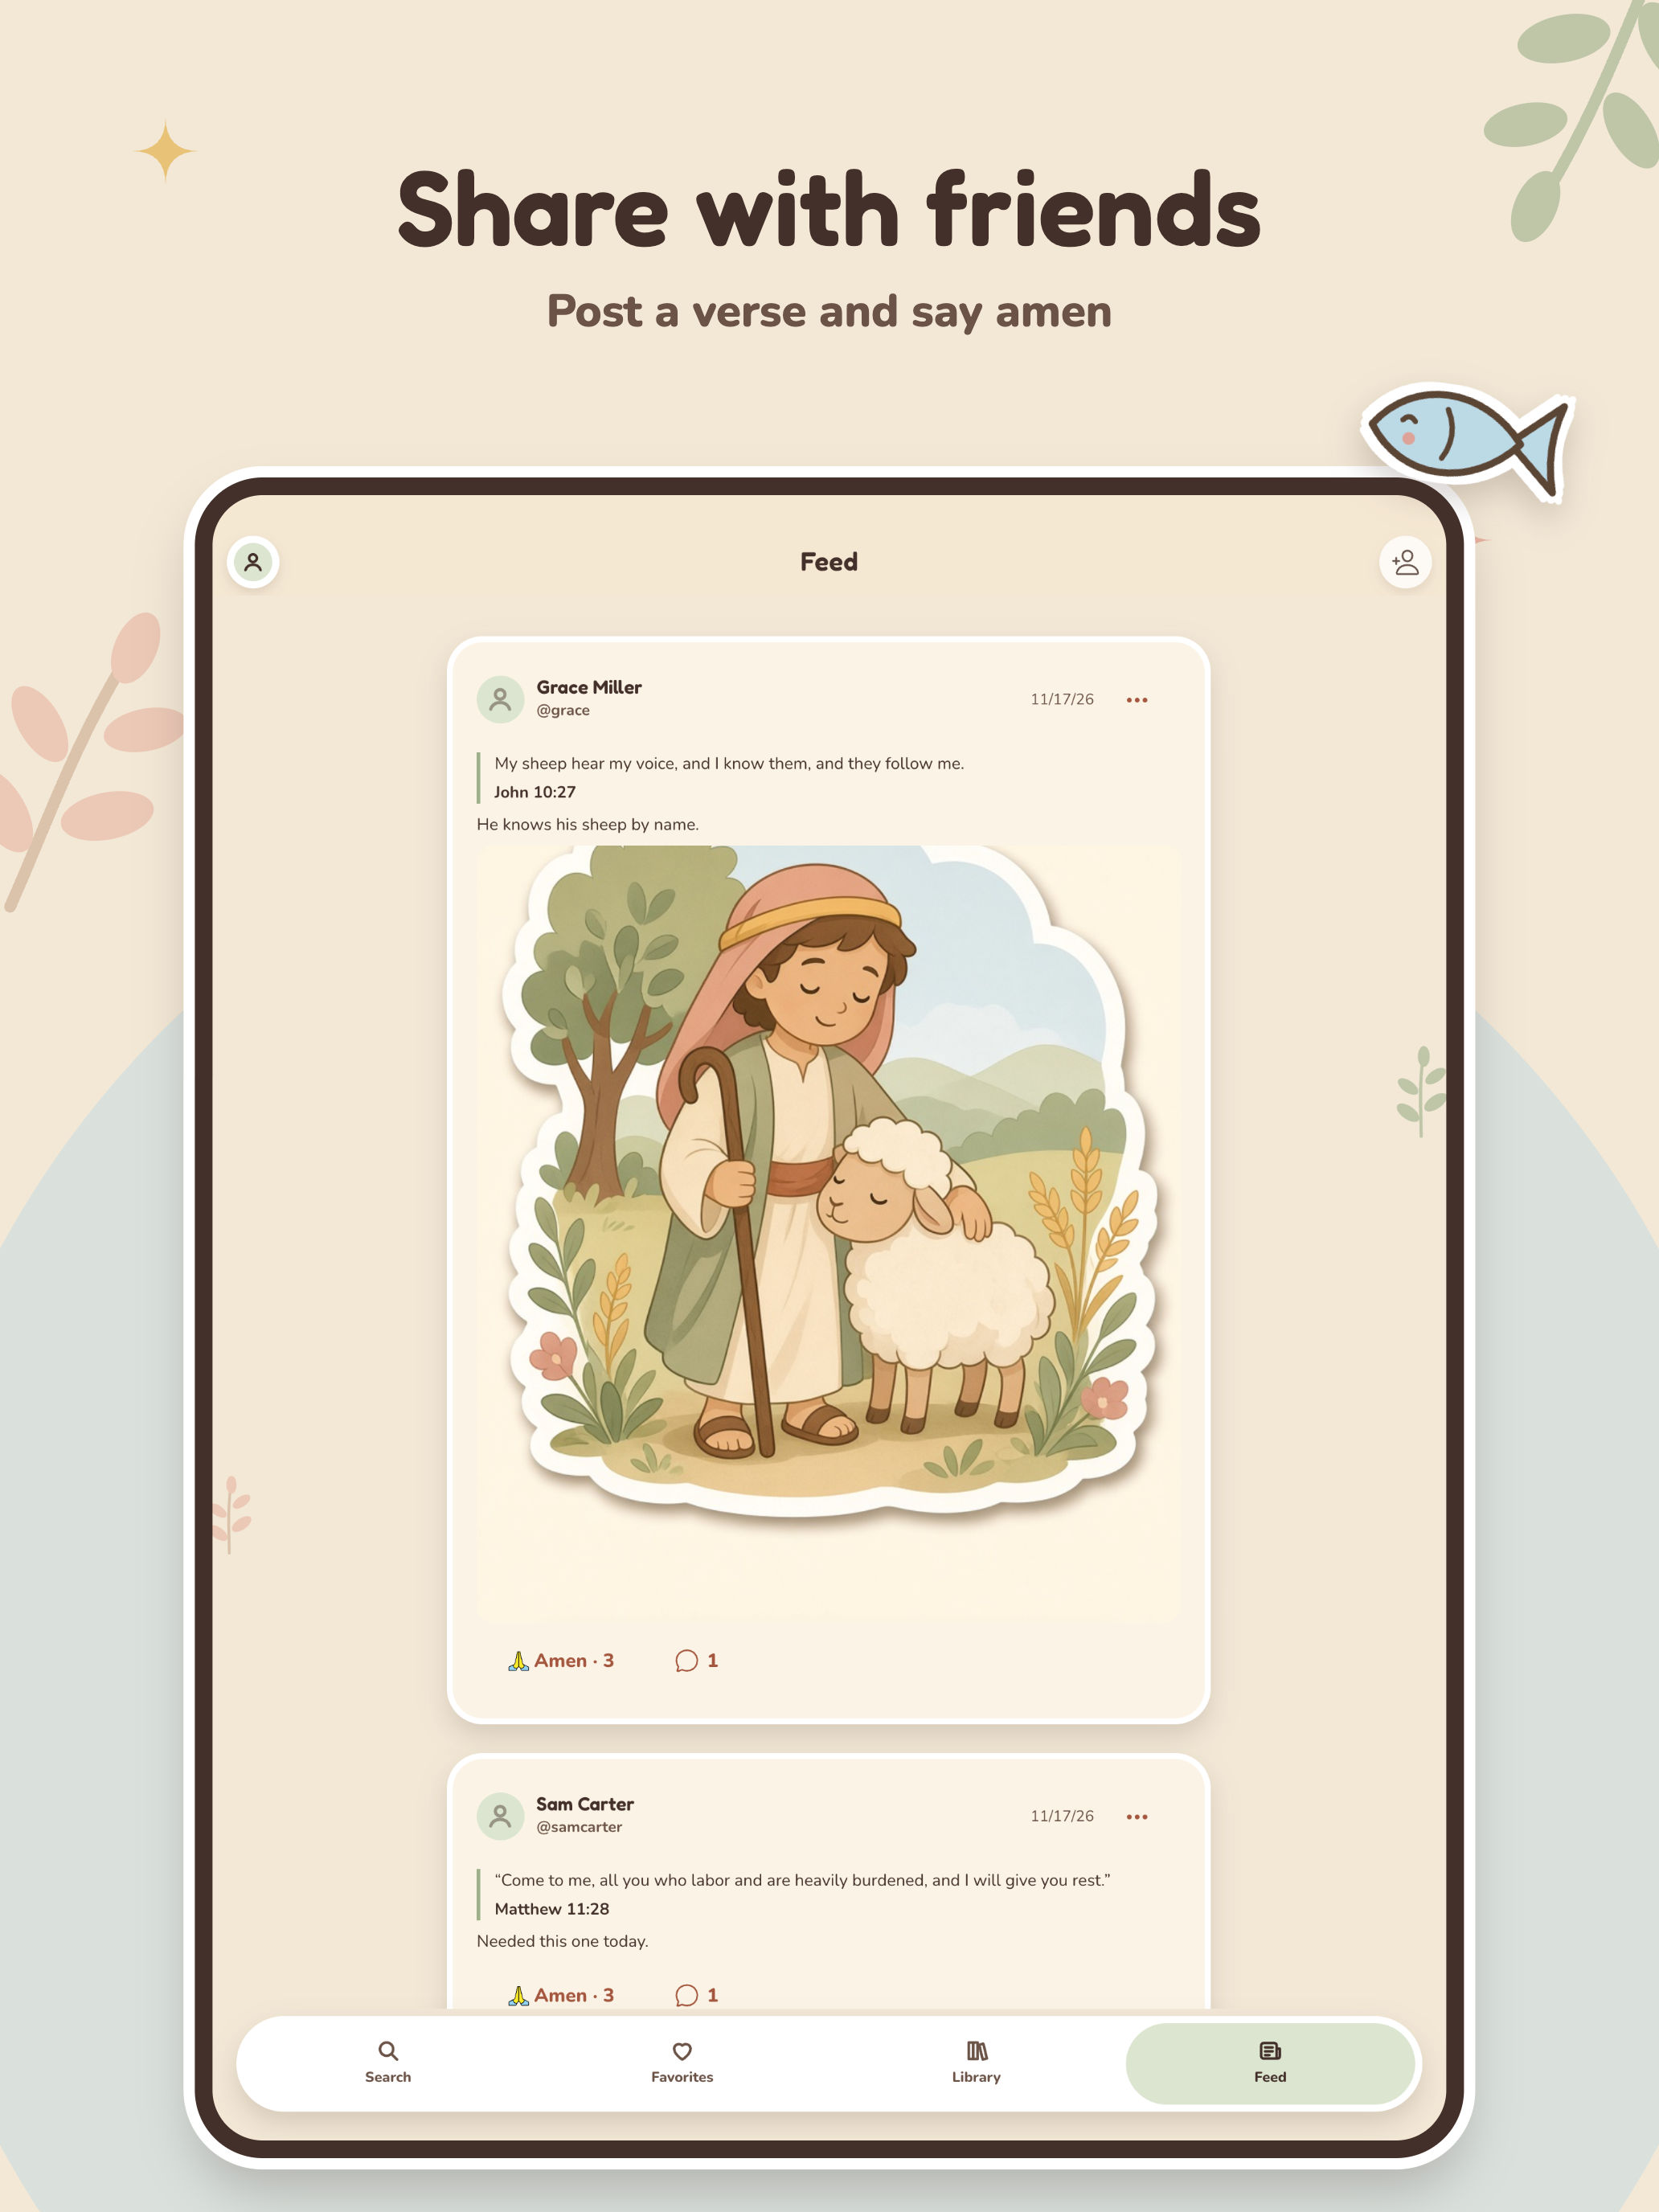 Share with friends
Post a verse and say amen
Feed
Grace Miller
@grace
11/17/26
My sheep hear my voice, and I know them, and they follow me.
John 10:27
He knows his sheep by name.
🙏 Amen · 3
1
Sam Carter
@samcarter
11/17/26
“Come to me, all you who labor and are heavily burdened, and I will give you rest.”
Matthew 11:28
Needed this one today.
🙏 Amen · 3
1
Search
Favorites
Library
Feed